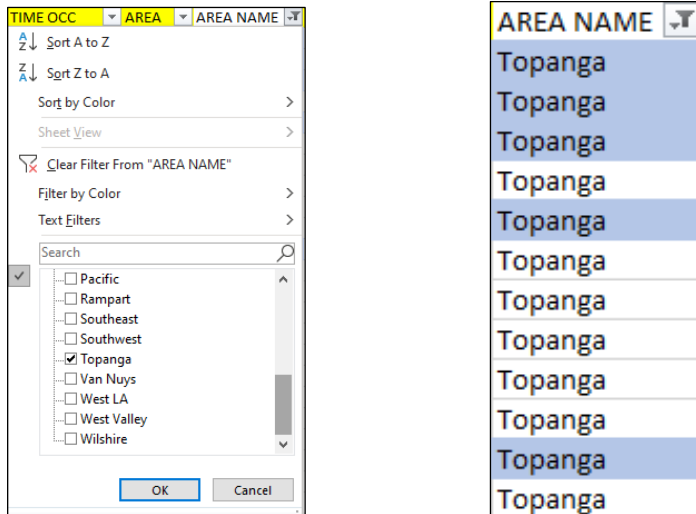 TIME OCC AREA AREA NAME
Sort A to Z
Sort Z to A
Sort by Color
Sheet View
Clear Filter From "AREA NAME"
Filter by Color
Text Filters
Search
Pacific
Rampart
Southeast
Southwest
Topanga
Van Nuys
West LA
West Valley
Wilshire
OK Cancel
AREA NAME
Topanga
Topanga
Topanga
Topanga
Topanga
Topanga
Topanga
Topanga
Topanga
Topanga
Topanga
Topanga